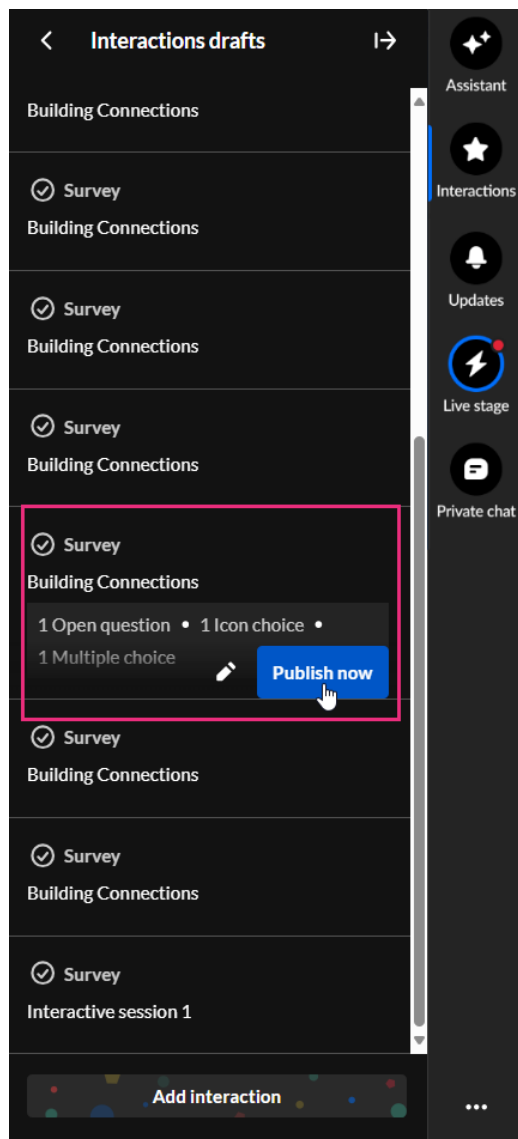 Interactions drafts
Building Connections
Survey
Building Connections
Survey
Building Connections
Survey
Building Connections
Survey
Building Connections
1 Open question • 1 Icon choice •
1 Multiple choice
Publish now
Survey
Building Connections
Survey
Building Connections
Survey
Interactive session 1
Add interaction
Assistant
Interactions
Updates
Live stage
Private chat